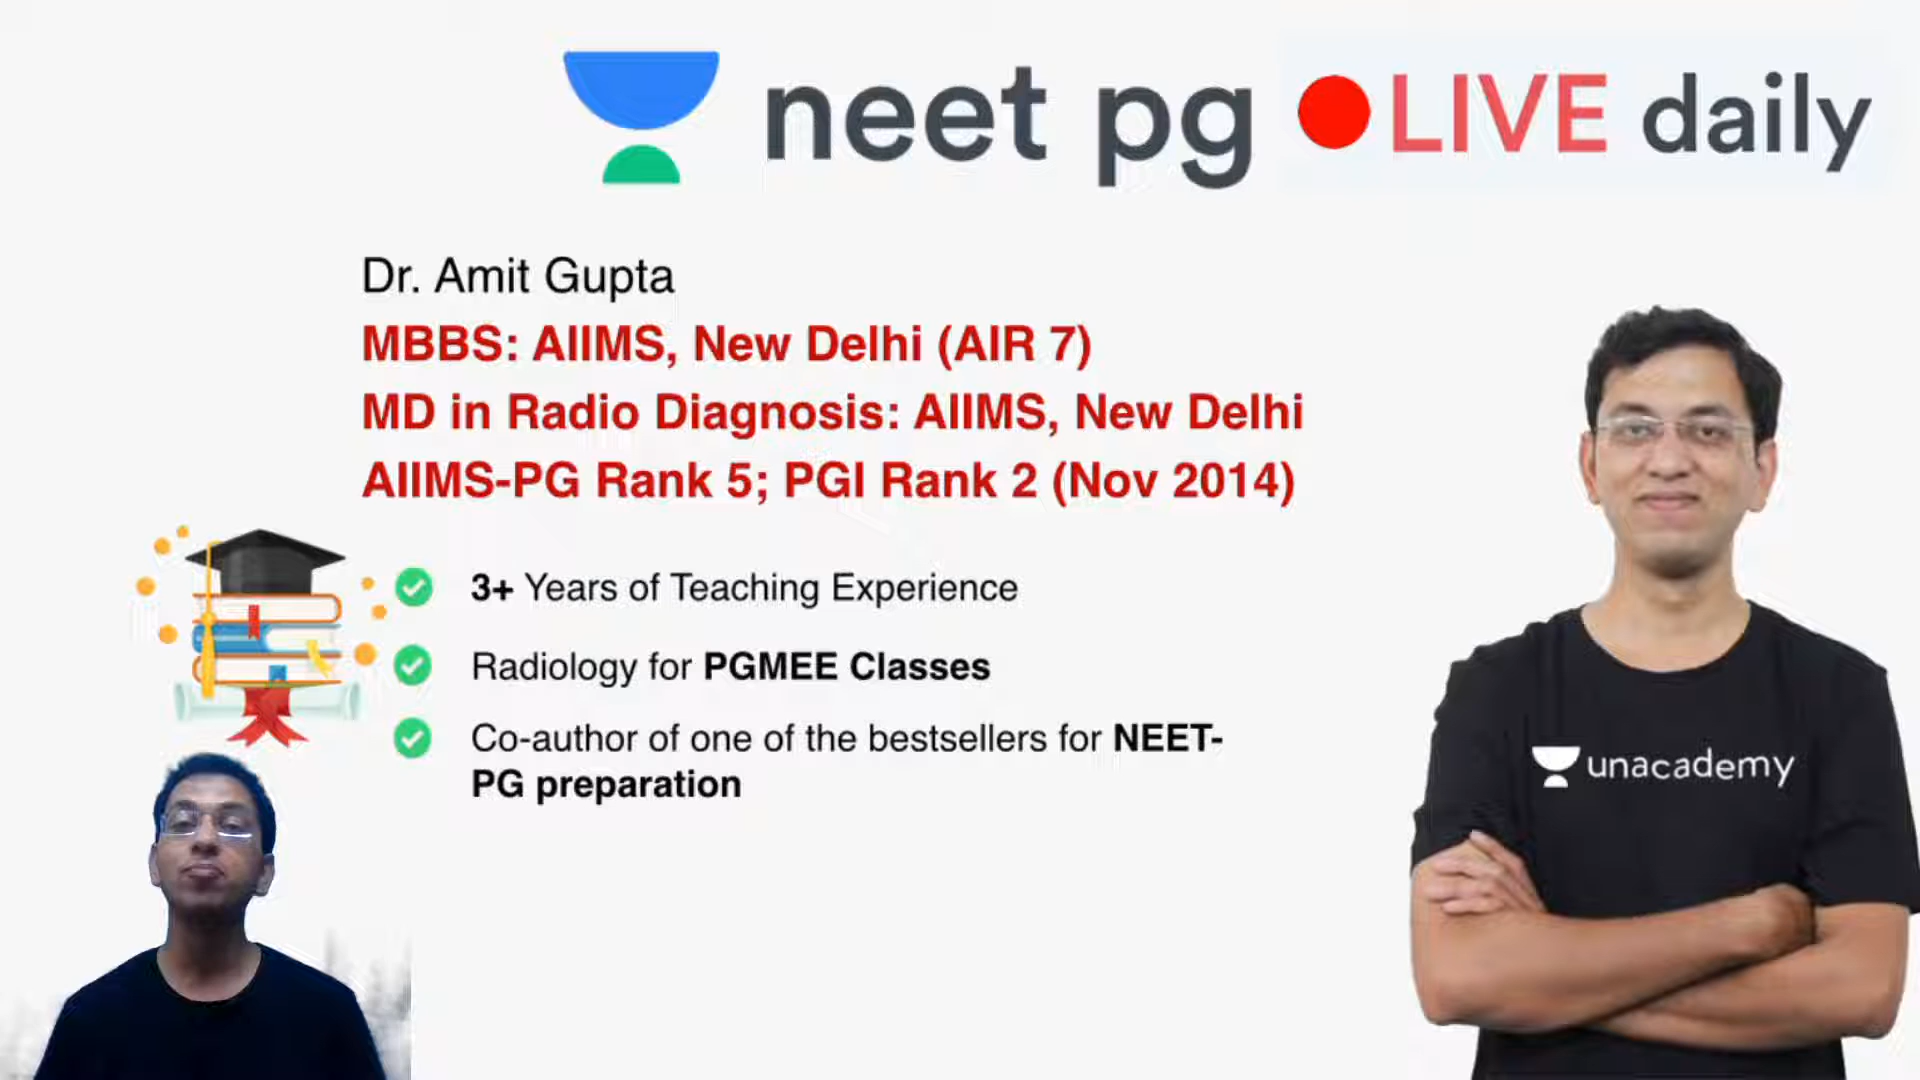 neet pg LIVE daily
Dr. Amit Gupta
MBBS: AIIMS, New Delhi (AIR 7)
MD in Radio Diagnosis: AIIMS, New Delhi
AIIMS-PG Rank 5; PGI Rank 2 (Nov 2014)
3+ Years of Teaching Experience
Radiology for PGMEE Classes
Co-author of one of the bestsellers for NEET-
PG preparation
unacademy